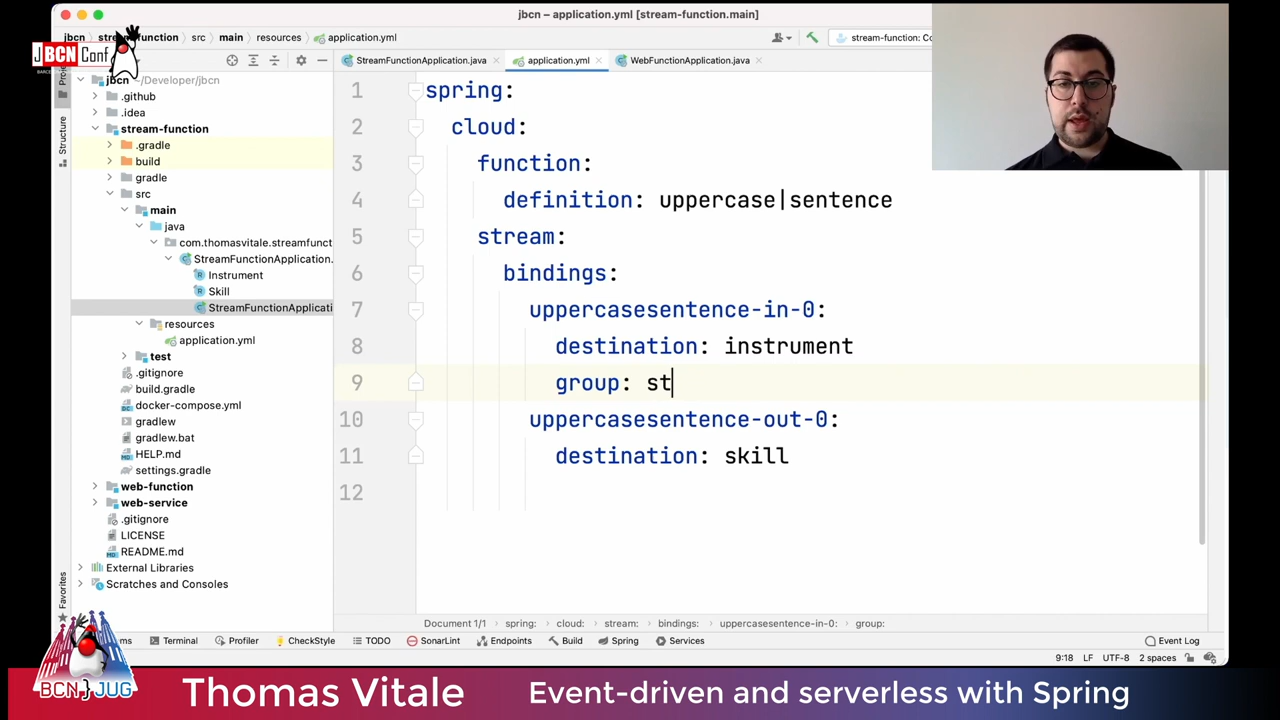 jbcn – application.yml [stream-function.main]
jbcn
stream-function
src
main
resources
application.yml
stream-function: Co
JBCNConf
StreamFunctionApplication.java
application.yml
WebFunctionApplication.java
Structure
Favorites
jbcn ~/Developer/jbcn
.github
.idea
stream-function
.gradle
build
gradle
src
main
java
com.thomasvitale.streamfunct
StreamFunctionApplication.
Instrument
Skill
StreamFunctionApplicati
resources
application.yml
test
.gitignore
build.gradle
docker-compose.yml
gradlew
gradlew.bat
HELP.md
settings.gradle
web-function
web-service
.gitignore
LICENSE
README.md
External Libraries
Scratches and Consoles
1 spring:
2 cloud:
3 function:
4 definition: uppercase|sentence
5 stream:
6 bindings:
7 uppercasesentence-in-0:
8 destination: instrument
9 group: st
10 uppercasesentence-out-0:
11 destination: skill
12
Document 1/1 spring: cloud: stream: bindings: uppercasesentence-in-0: group:
Terminal Profiler CheckStyle TODO SonarLint Endpoints Build Spring Services Event Log
9:18 LF UTF-8 2 spaces
BCN}JUG
Thomas Vitale
Event-driven and serverless with Spring